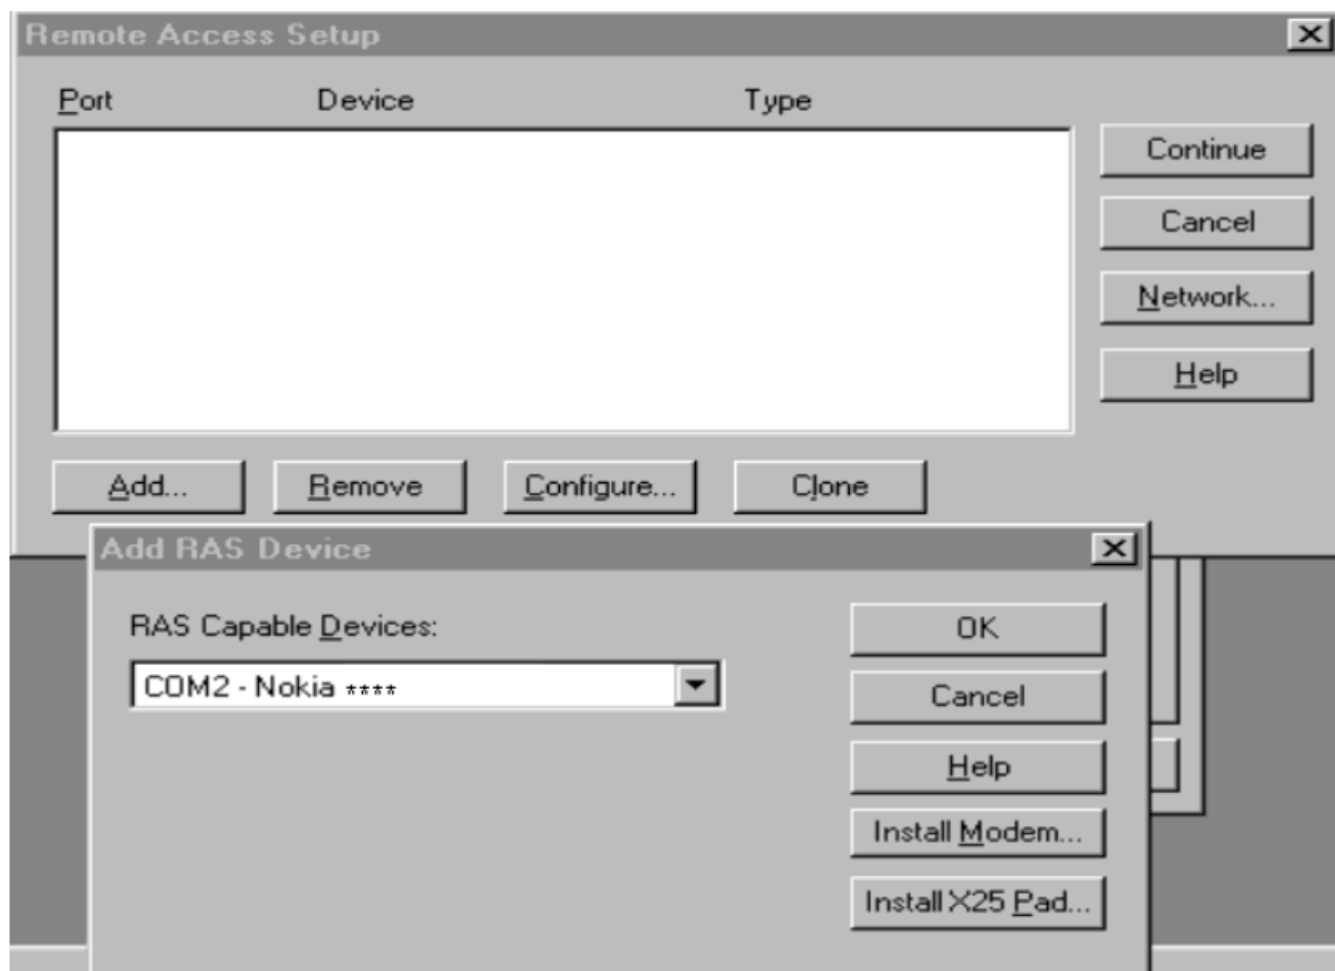 Remote Access Setup
Port Device Type
Continue
Cancel
Network...
Help
Add... Remove Configure... Clone
Add RAS Device
RAS Capable Devices:
COM2 - Nokia ****
OK
Cancel
Help
Install Modem...
Install X25 Pad...